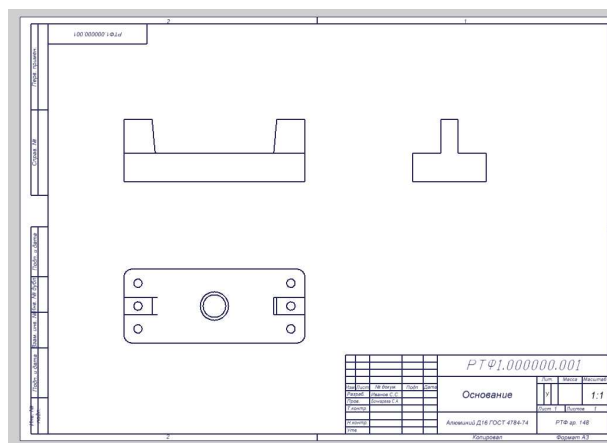 2
1
РТФ1.000000.001
Перв. примен.
Справ. №
Подп. и дата
Инв. № дубл.
Взам. инв. №
Подп. и дата
Инв. № подл.
РТФ1.000000.001
Изм Лист № докум. Подп. Дата
Разраб. Иванов С.С.
Пров. Бочкарев С.А.
Т.контр.
Н.контр.
Утв.
Основание
Лит. Масса Масштаб
у 1:1
Лист 1 Листов 1
Алюминий Д16 ГОСТ 4784-74
РТФ гр. 148
2 Копировал Формат А3